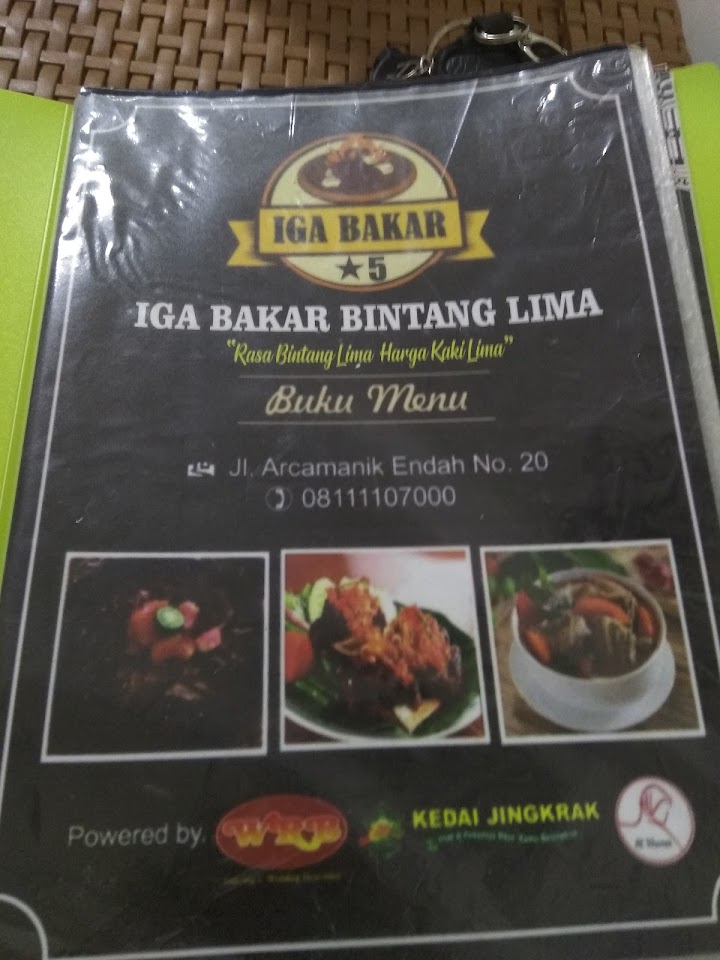 IGA BAKAR
★5
IGA BAKAR BINTANG LIMA
"Rasa Bintang Lima Harga Kaki Lima"
Buku Menu
Jl. Arcamanik Endah No. 20
08111107000
Powered by.
KEDAI JINGKRAK